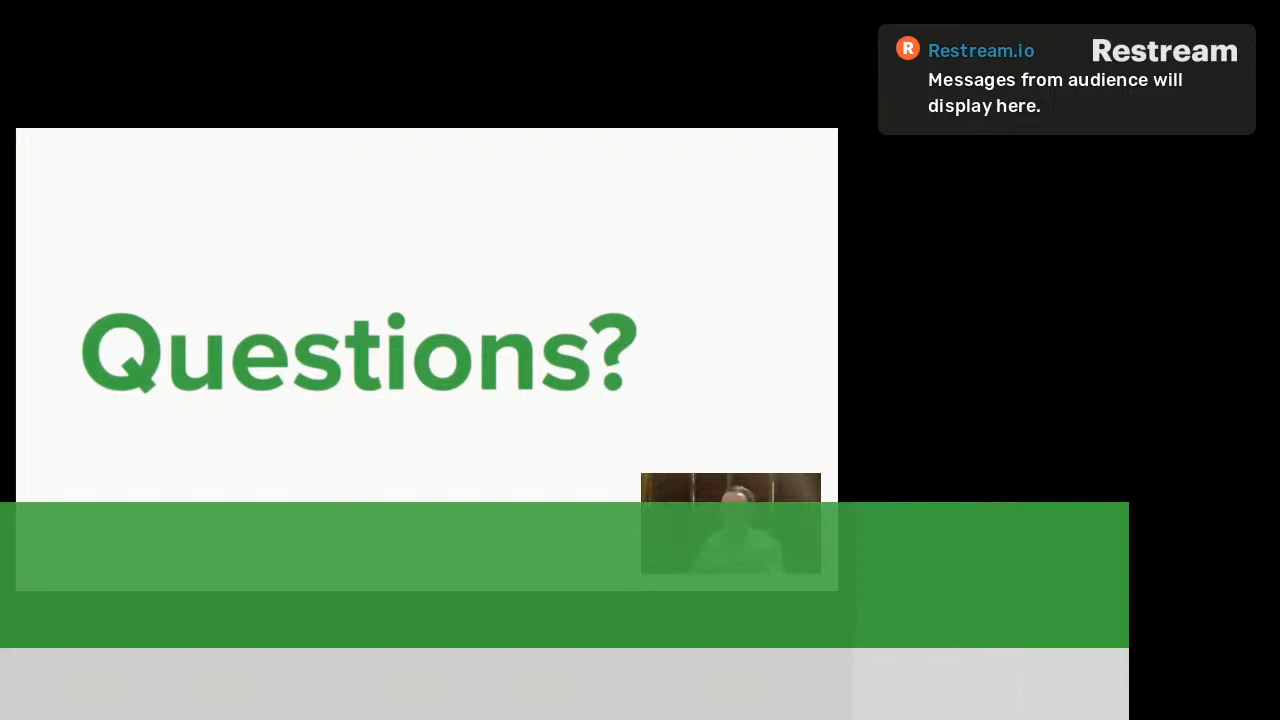 Restream.io
Restream
Messages from audience will
display here.
Questions?